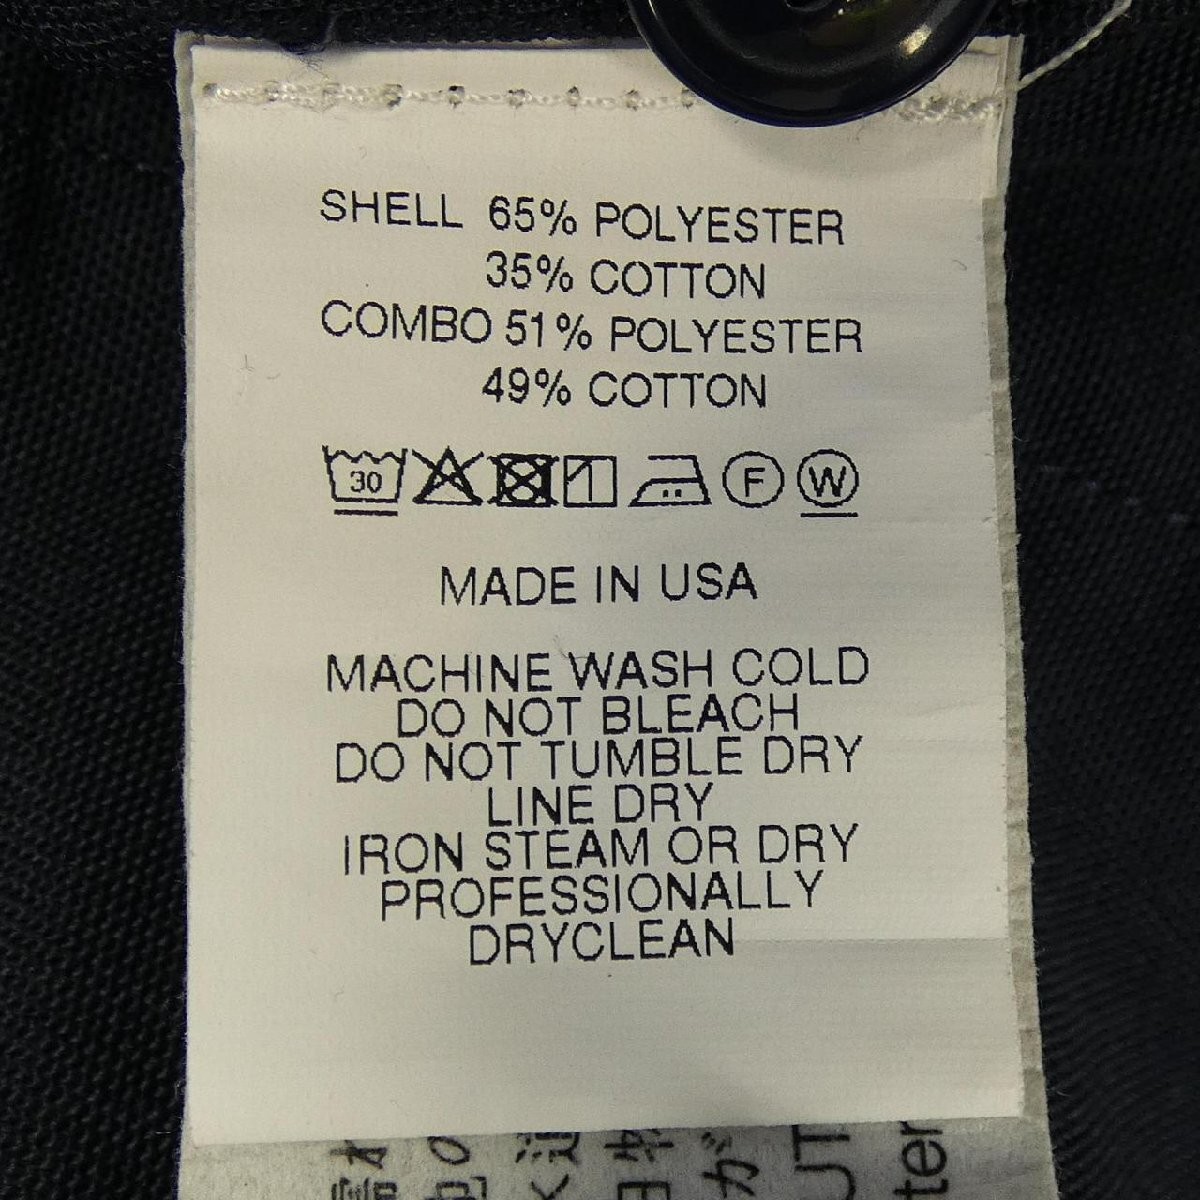 SHELL 65% POLYESTER
35% COTTON
COMBO 51% POLYESTER
49% COTTON
30 F W
MADE IN USA
MACHINE WASH COLD
DO NOT BLEACH
DO NOT TUMBLE DRY
LINE DRY
IRON STEAM OR DRY
PROFESSIONALLY
DRYCLEAN